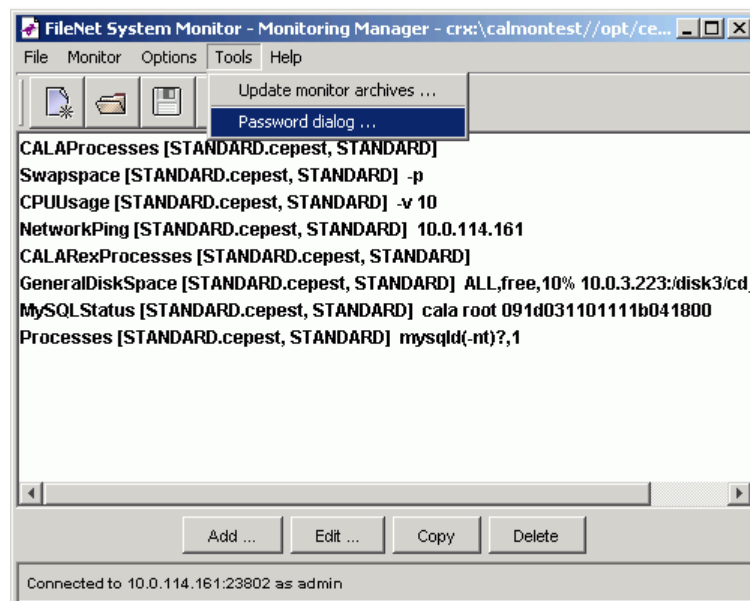 FileNet System Monitor - Monitoring Manager - crx:\calmontest//opt/ce...
File Monitor Options Tools Help
Update monitor archives ...
Password dialog ...
CALAProcesses [STANDARD.cepest, STANDARD]
Swapspace [STANDARD.cepest, STANDARD] -p
CPUUsage [STANDARD.cepest, STANDARD] -v 10
NetworkPing [STANDARD.cepest, STANDARD] 10.0.114.161
CALARexProcesses [STANDARD.cepest, STANDARD]
GeneralDiskSpace [STANDARD.cepest, STANDARD] ALL,free,10% 10.0.3.223:/disk3/cd_
MySQLStatus [STANDARD.cepest, STANDARD] cala root 091d031101111b041800
Processes [STANDARD.cepest, STANDARD] mysqld(-nt)?,1
Add ... Edit ... Copy Delete
Connected to 10.0.114.161:23802 as admin